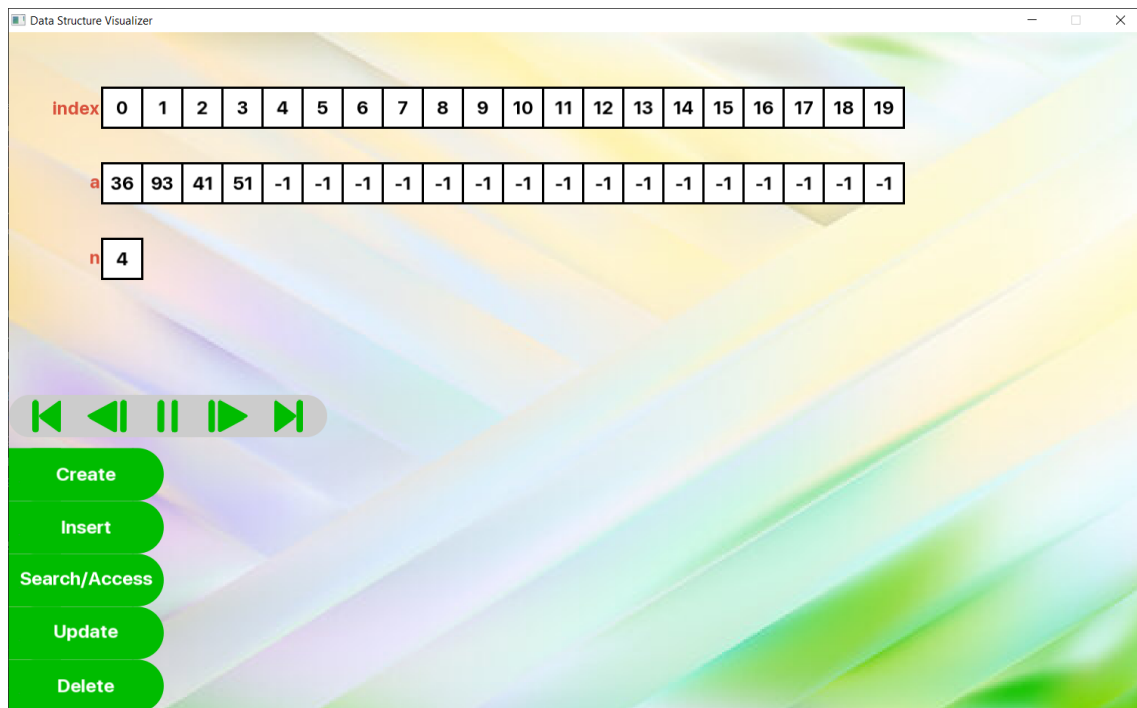 Data Structure Visualizer
index 0 1 2 3 4 5 6 7 8 9 10 11 12 13 14 15 16 17 18 19
a 36 93 41 51 -1 -1 -1 -1 -1 -1 -1 -1 -1 -1 -1 -1 -1 -1 -1 -1
n 4
Create
Insert
Search/Access
Update
Delete